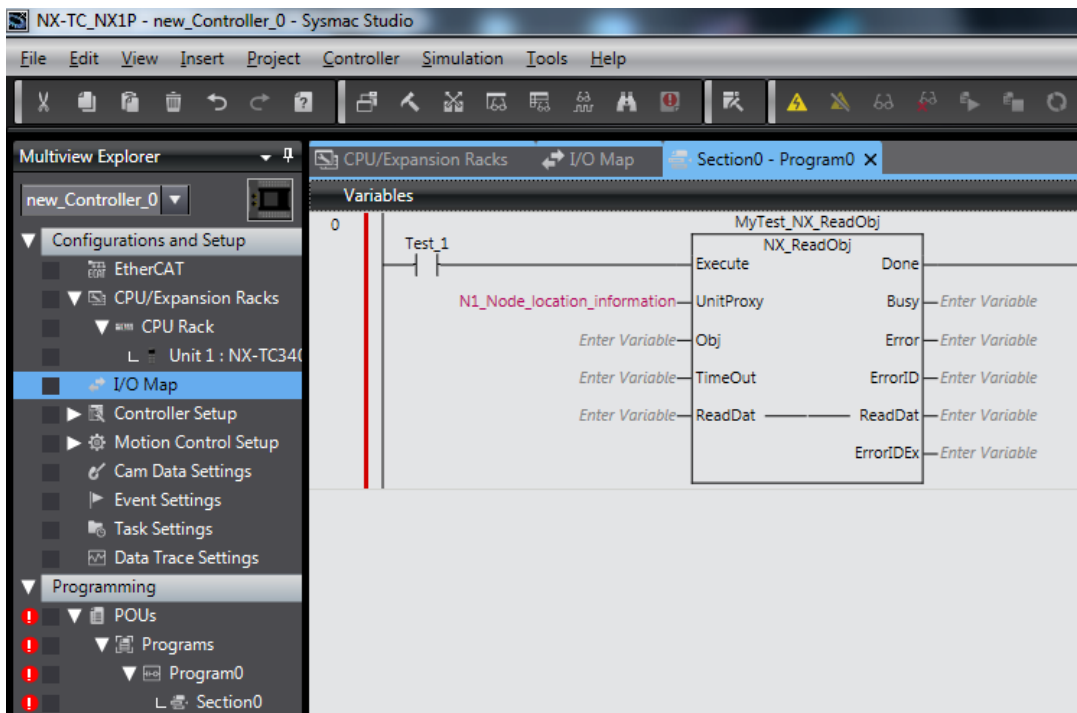 NX-TC_NX1P - new_Controller_0 - Sysmac Studio
File Edit View Insert Project Controller Simulation Tools Help
Multiview Explorer
new_Controller_0
Configurations and Setup
EtherCAT
CPU/Expansion Racks
CPU Rack
Unit 1 : NX-TC340
I/O Map
Controller Setup
Motion Control Setup
Cam Data Settings
Event Settings
Task Settings
Data Trace Settings
Programming
POUs
Programs
Program0
Section0
CPU/Expansion Racks I/O Map Section0 - Program0
Variables
0
MyTest_NX_ReadObj
Test_1 NX_ReadObj
Execute Done
N1_Node_location_information UnitProxy Busy Enter Variable
Enter Variable Obj Error Enter Variable
Enter Variable TimeOut ErrorID Enter Variable
Enter Variable ReadDat ReadDat Enter Variable
ErrorIDEx Enter Variable